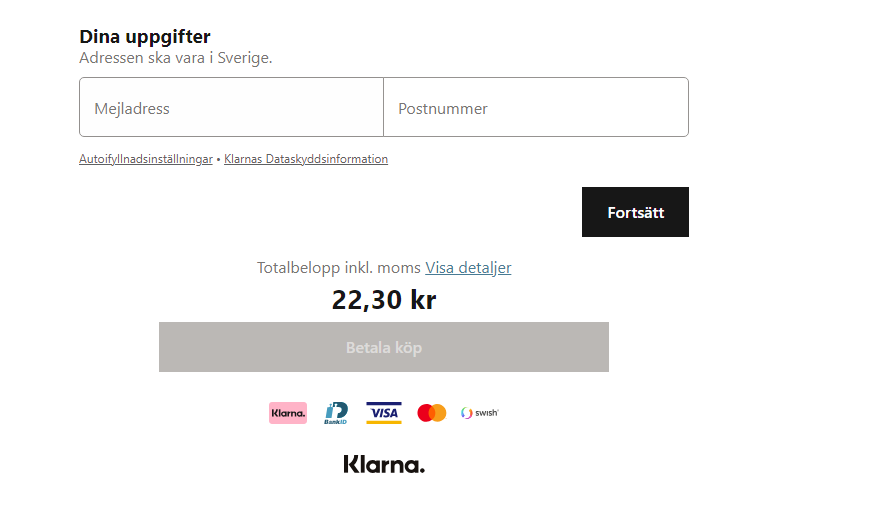 Dina uppgifter
Adressen ska vara i Sverige.
Mejladress Postnummer
Autoifyllnadsinställningar • Klarnas Dataskyddsinformation
Fortsätt
Totalbelopp inkl. moms Visa detaljer
22,30 kr
Betala köp
Klarna. BankID VISA swish
Klarna.